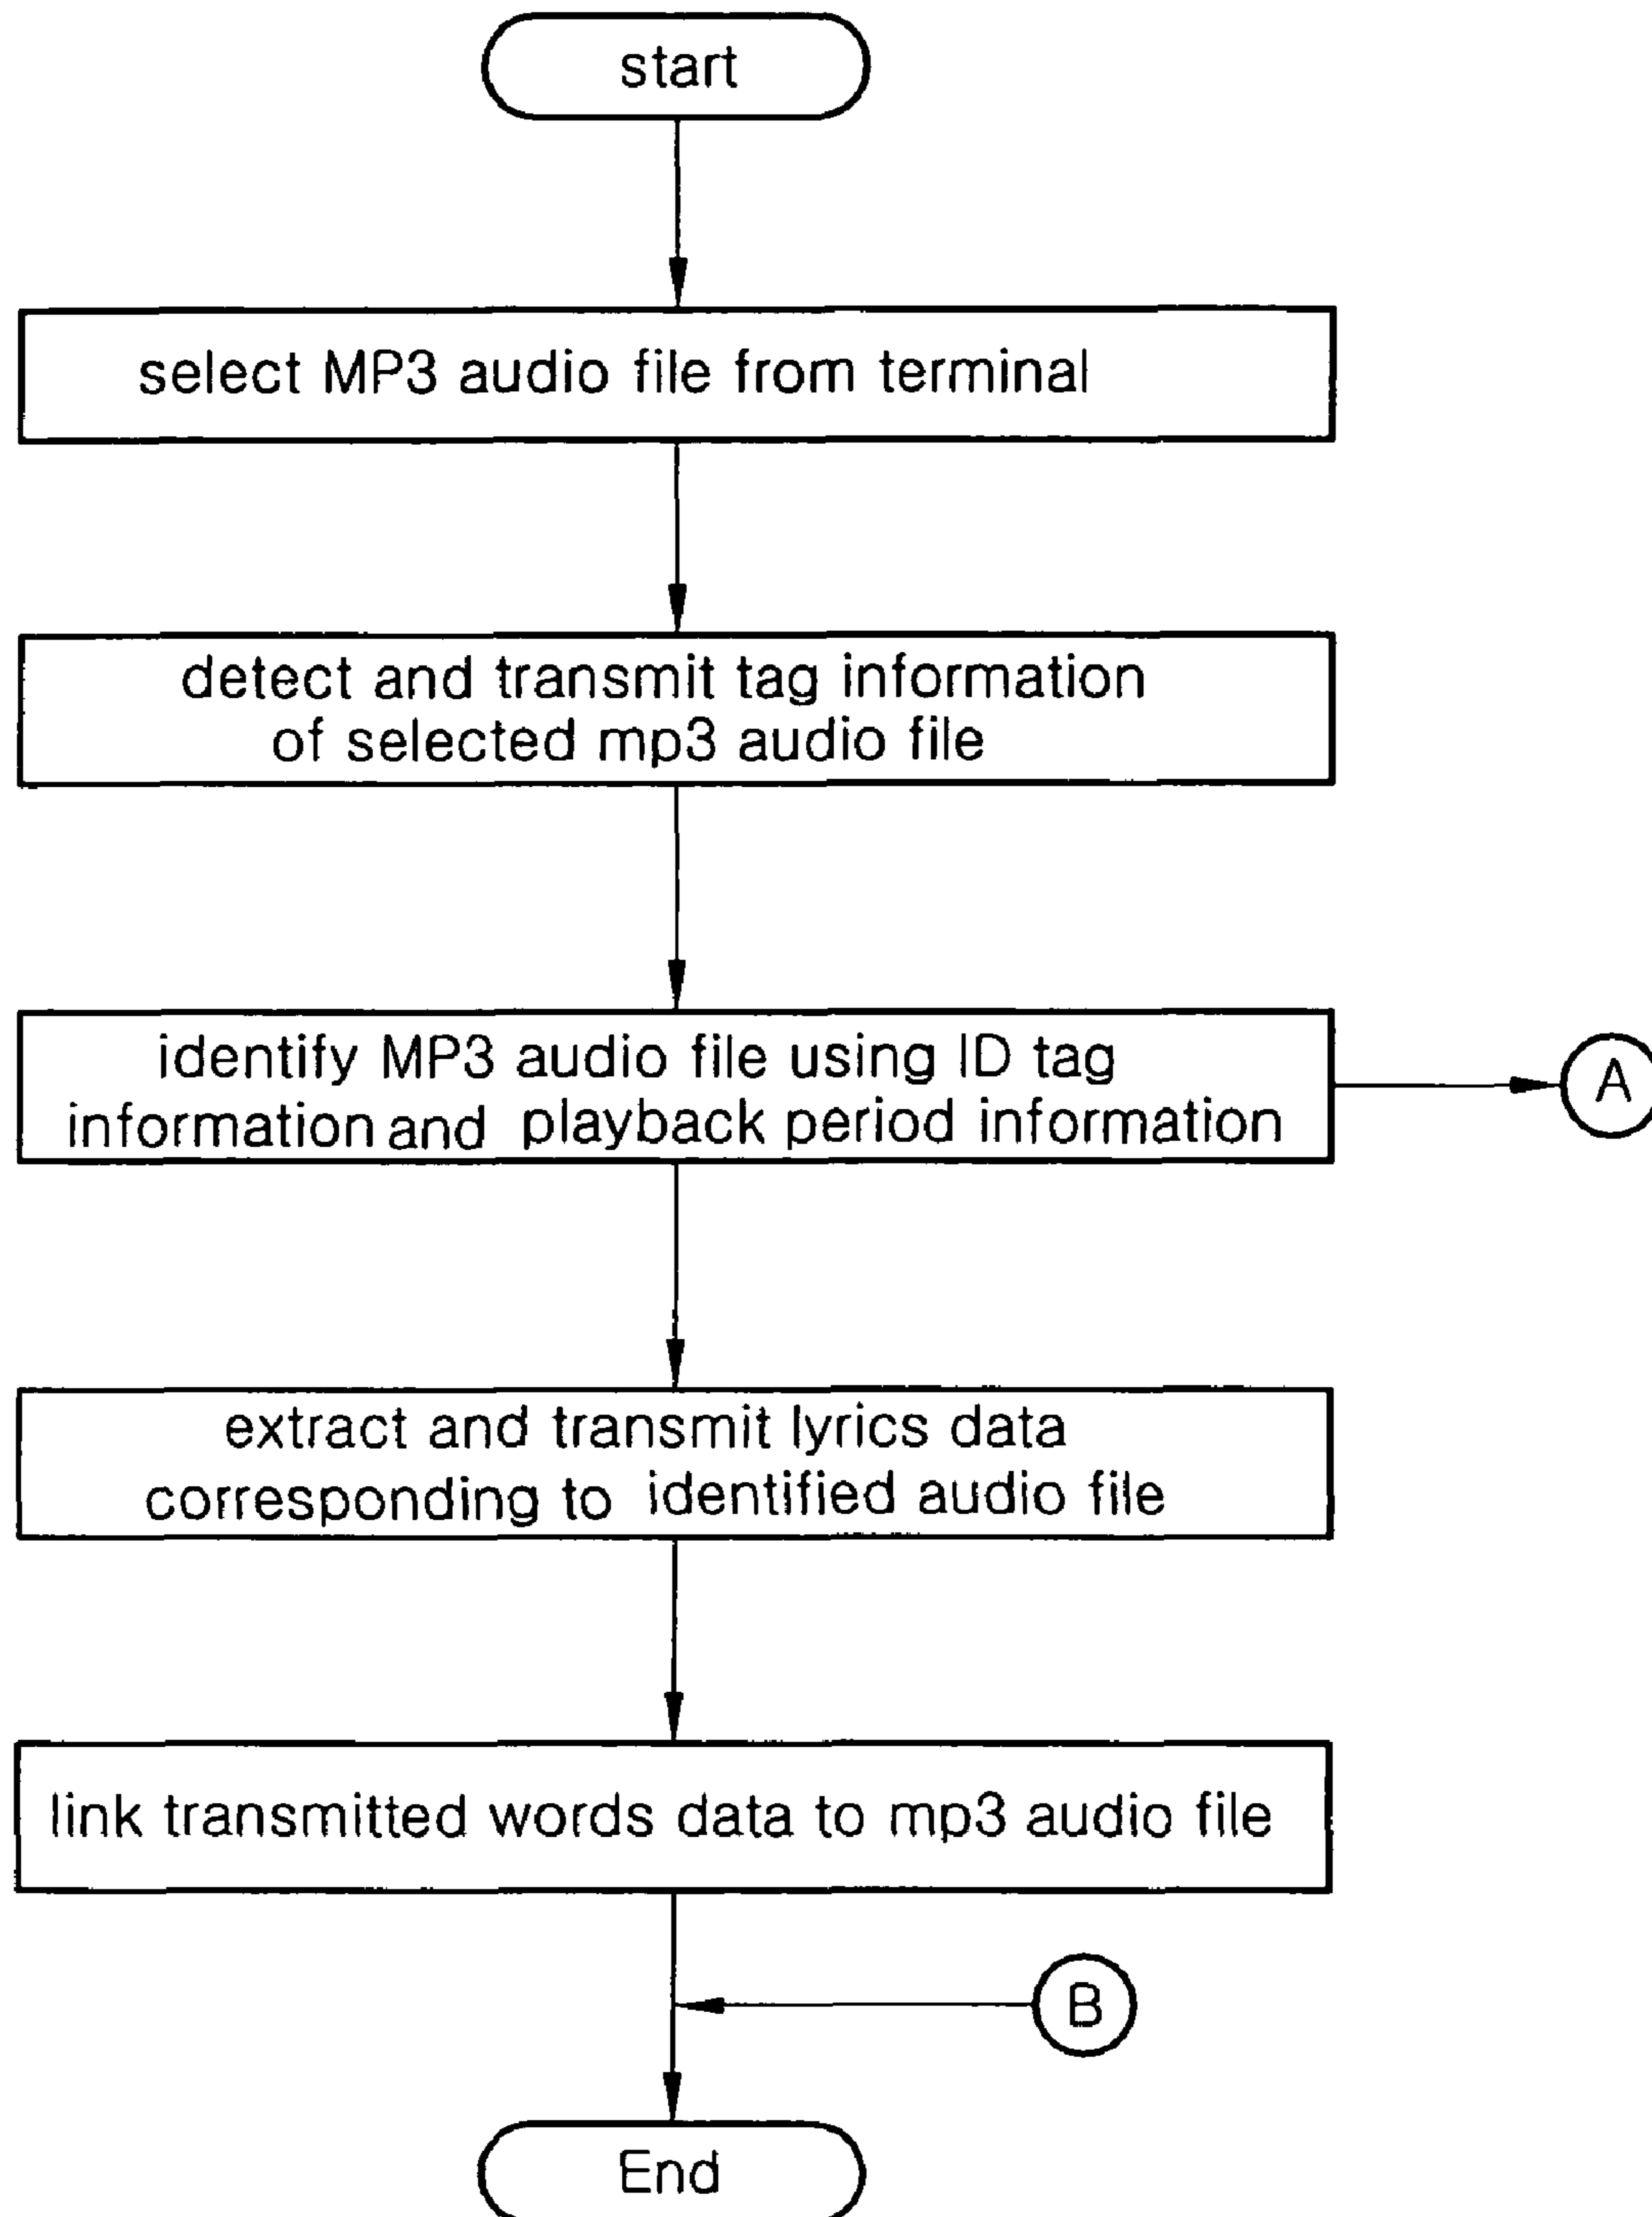 start
select MP3 audio file from terminal
detect and transmit tag information
of selected mp3 audio file
identify MP3 audio file using ID tag
information and playback period information
A
extract and transmit lyrics data
corresponding to identified audio file
link transmitted words data to mp3 audio file
B
End